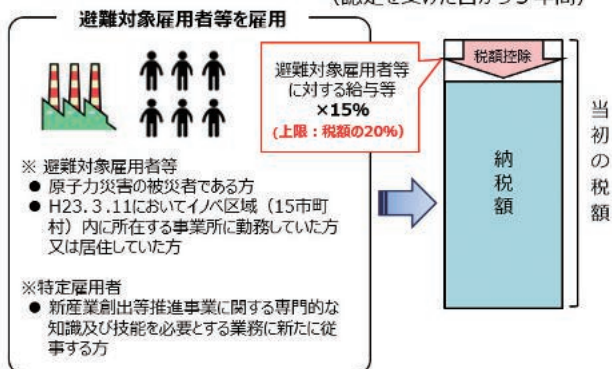 (認定を受けた日から5年間)
避難対象雇用者等を雇用
避難対象雇用者等
に対する給与等
×15%
(上限：税額の20%)
税額控除
納税額
当初の税額
※ 避難対象雇用者等
● 原子力災害の被災者である方
● H23.3.11においてイノベ区域（15市町
村）内に所在する事業所に勤務していた方
又は居住していた方
※特定雇用者
● 新産業創出等推進事業に関する専門的な
知識及び技能を必要とする業務に新たに従
事する方